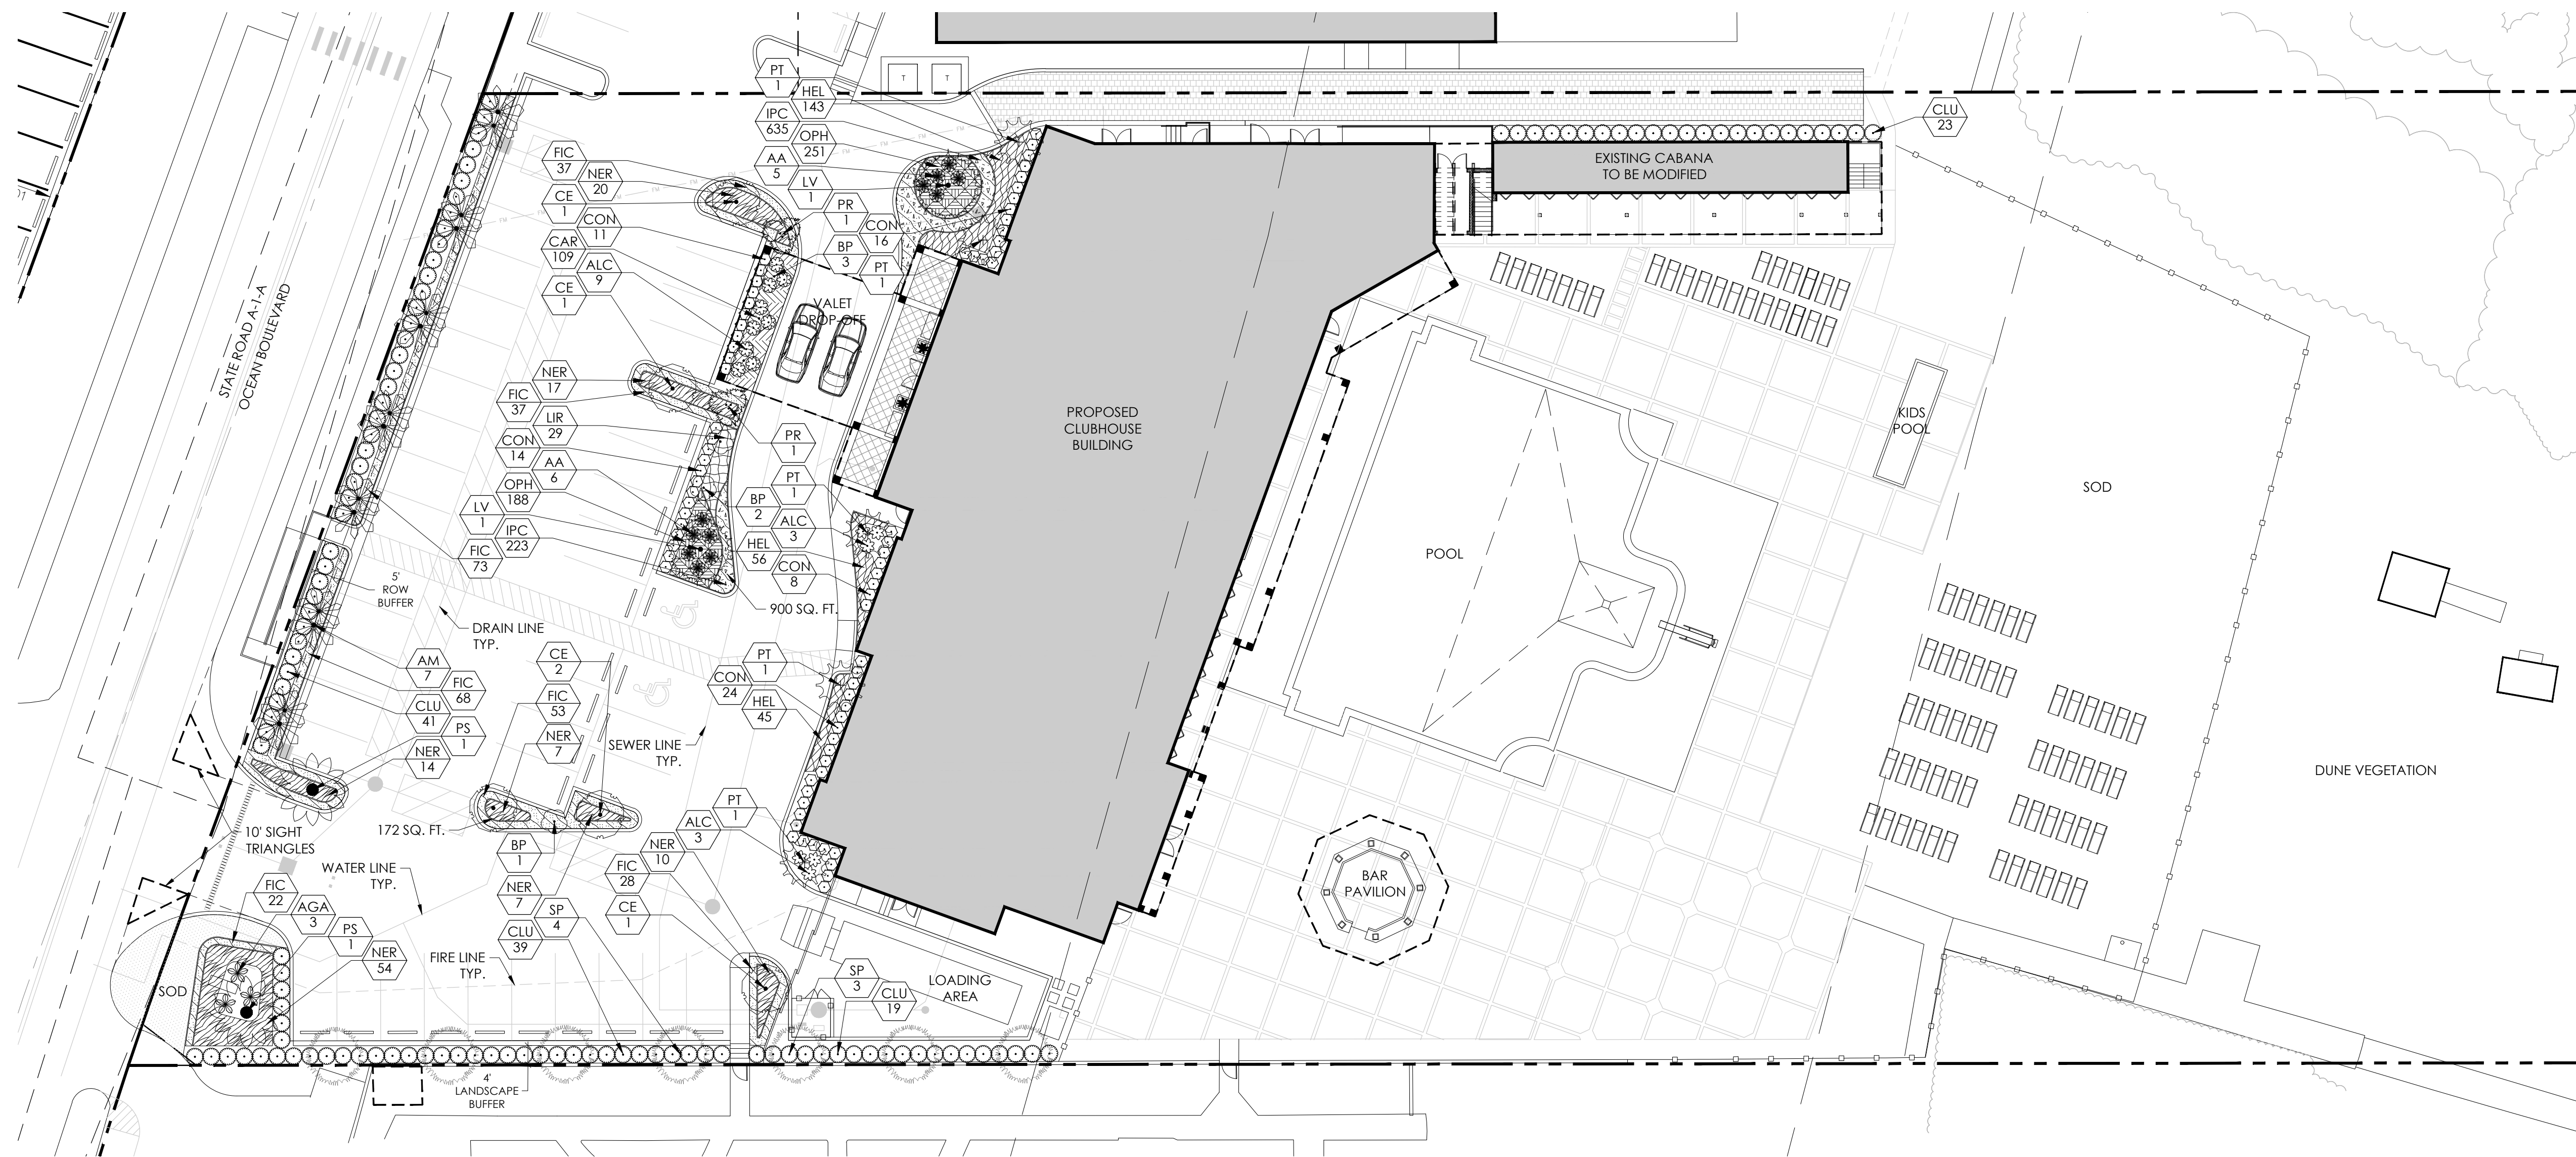 PT
1
HEL
143
IPC
635
OPH
251
AA
5
LV
1
PR
1
CON
16
BP
3
PT
1
T
T
CLU
23
EXISTING CABANA
TO BE MODIFIED
FIC
37
NER
20
CE
1
CON
11
CAR
109
ALC
9
CE
1
VALET
DROP-OFF
STATE ROAD A-1-A
OCEAN BOULEVARD
NER
17
FIC
37
LIR
29
CON
14
AA
6
OPH
188
LV
1
IPC
223
FIC
73
PR
1
PT
1
BP
2
ALC
3
HEL
56
CON
8
900 SQ. FT.
PROPOSED
CLUBHOUSE
BUILDING
KIDS
POOL
SOD
POOL
5'
ROW
BUFFER
DRAIN LINE
TYP.
AM
7
FIC
68
CLU
41
PS
1
NER
14
CE
2
FIC
53
NER
7
SEWER LINE
TYP.
PT
1
CON
24
HEL
45
DUNE VEGETATION
10' SIGHT
TRIANGLES
172 SQ. FT.
WATER LINE
TYP.
BP
1
NER
7
SP
4
CLU
39
PT
1
ALC
3
NER
10
FIC
28
CE
1
BAR
PAVILION
FIC
22
AGA
3
PS
1
NER
54
FIRE LINE
TYP.
SOD
SP
3
CLU
19
LOADING
AREA
4'
LANDSCAPE
BUFFER
FM
FM
FM
FM
FM
FM